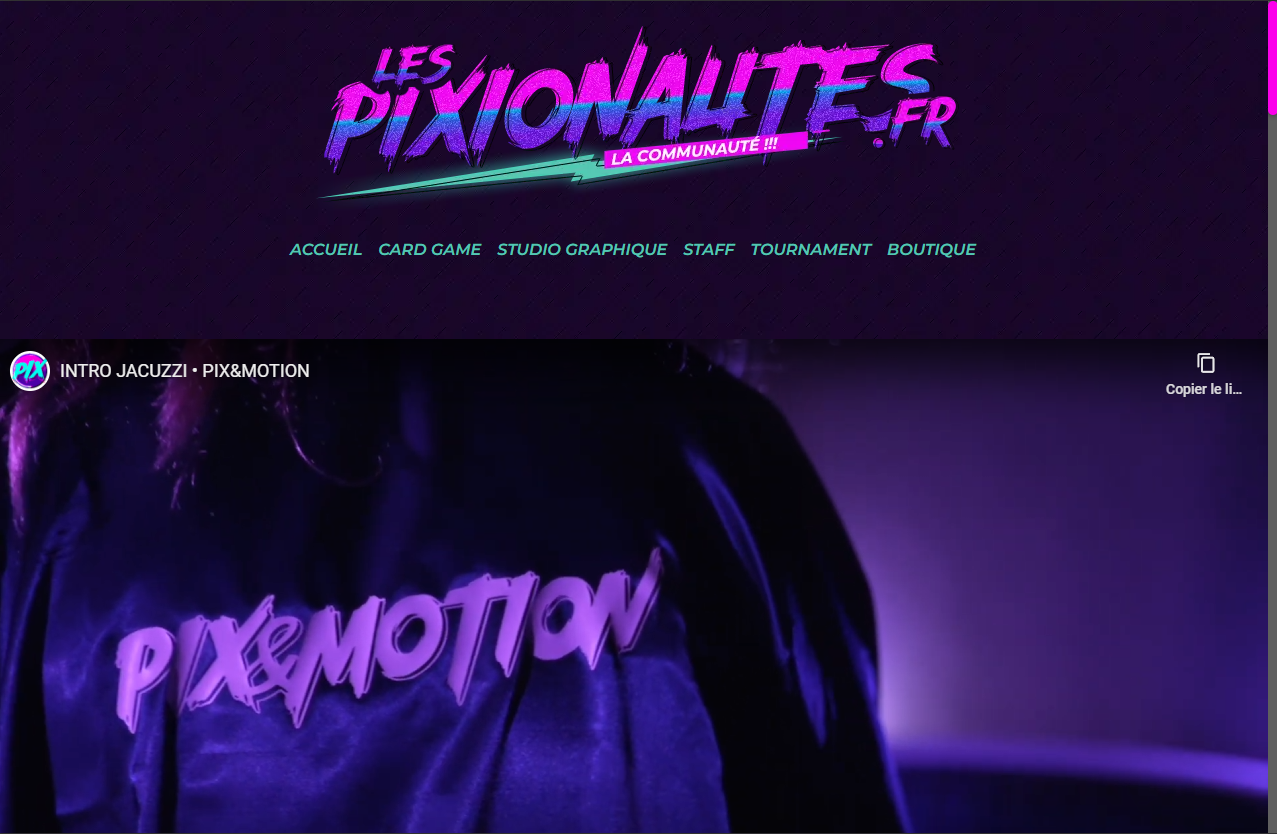 LES
PIXIONAUTES.FR
LA COMMUNAUTÉ !!!
ACCUEIL CARD GAME STUDIO GRAPHIQUE STAFF TOURNAMENT BOUTIQUE
PIX
INTRO JACUZZI • PIX&MOTION
Copier le li...
PIX&MOTION